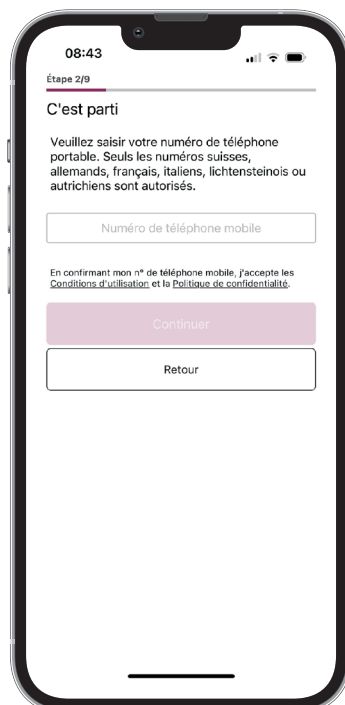 08:43
Étape 2/9
C'est parti
Veuillez saisir votre numéro de téléphone
portable. Seuls les numéros suisses,
allemands, français, italiens, lichtensteinois ou
autrichiens sont autorisés.
Numéro de téléphone mobile
En confirmant mon n° de téléphone mobile, j'accepte les
Conditions d'utilisation et la Politique de confidentialité.
Continuer
Retour